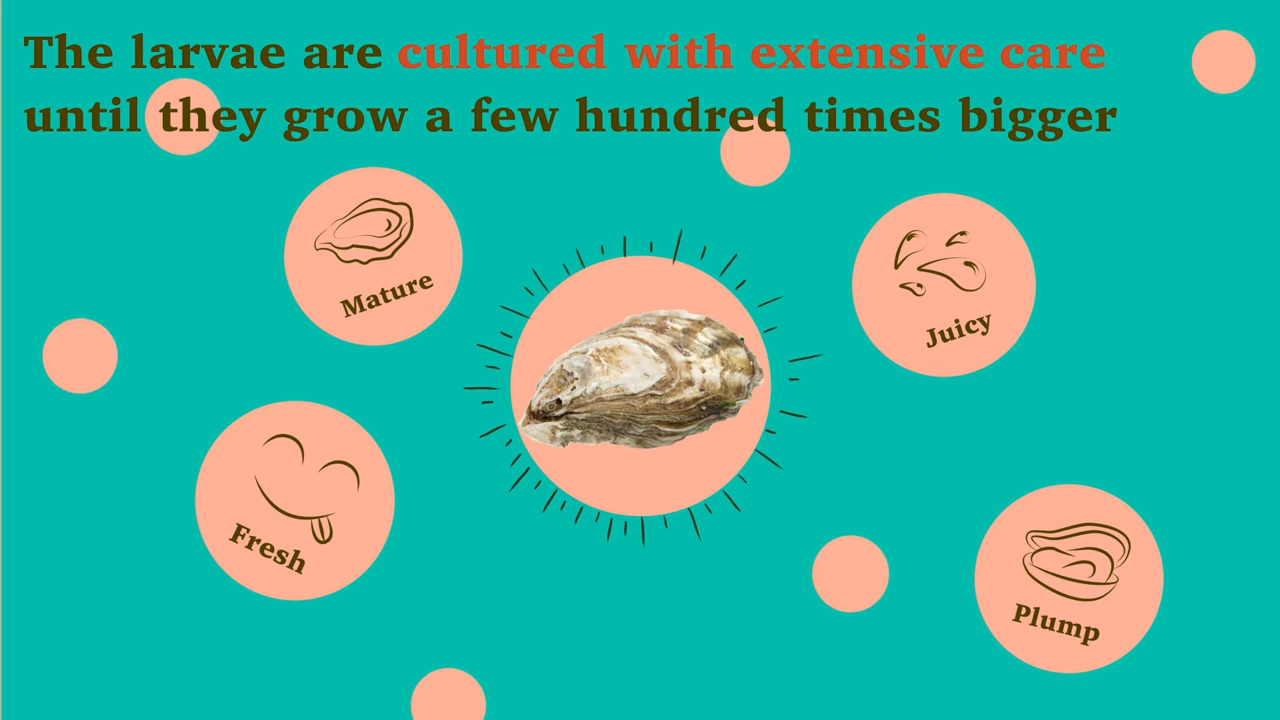 The larvae are cultured with extensive care
until they grow a few hundred times bigger
Mature
Juicy
Fresh
Plump